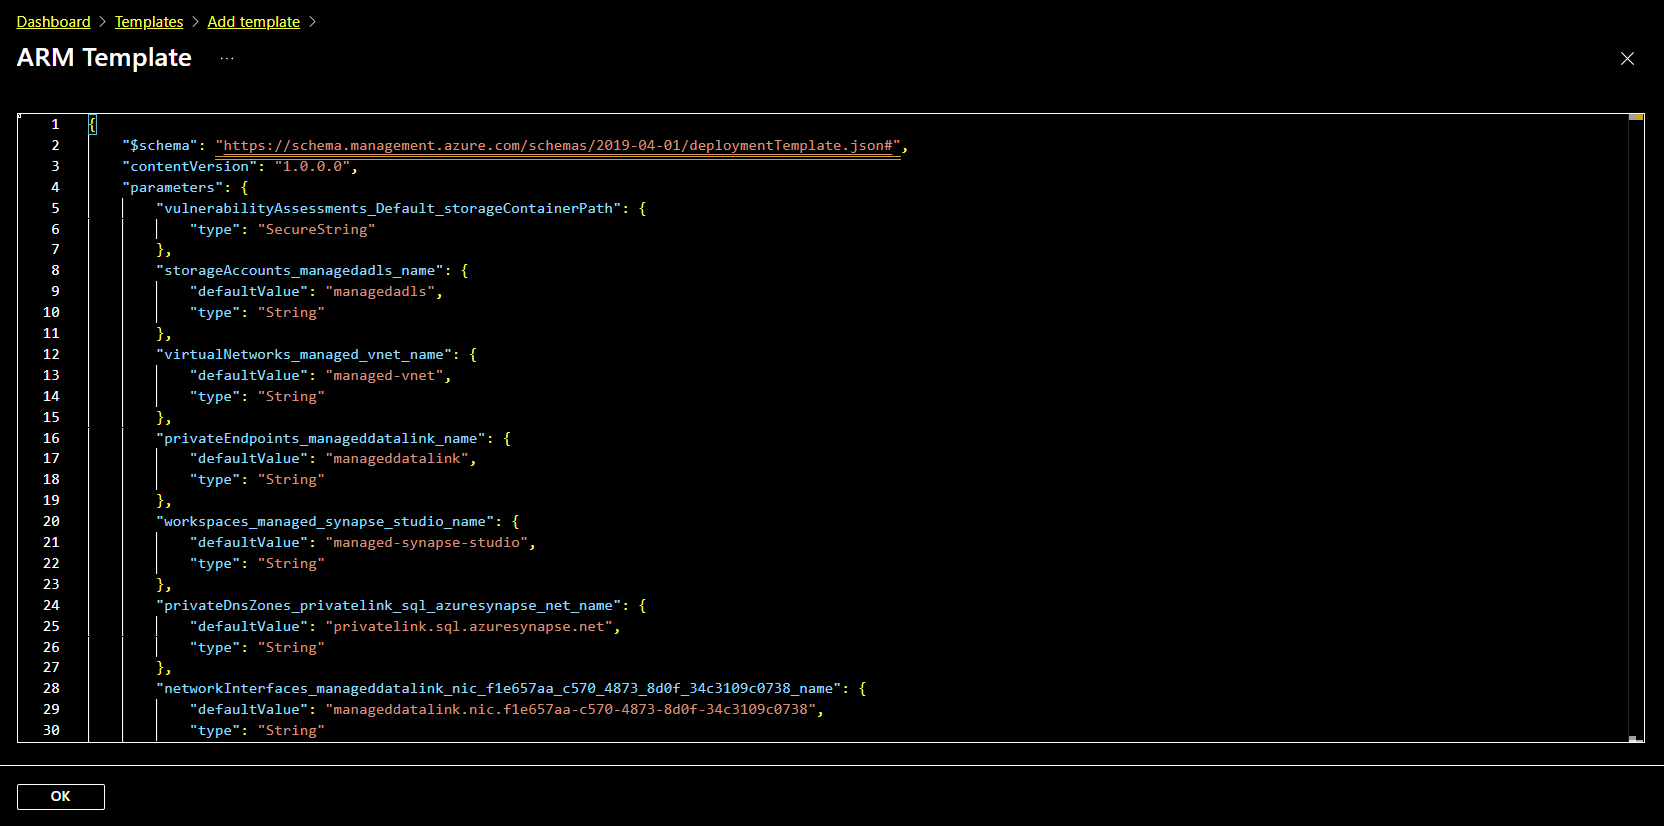 Dashboard > Templates > Add template >
ARM Template ...
1 {
2 "$schema": "https://schema.management.azure.com/schemas/2019-04-01/deploymentTemplate.json#",
3 "contentVersion": "1.0.0.0",
4 "parameters": {
5 "vulnerabilityAssessments_Default_storageContainerPath": {
6 "type": "SecureString"
7 },
8 "storageAccounts_managedadls_name": {
9 "defaultValue": "managedadls",
10 "type": "String"
11 },
12 "virtualNetworks_managed_vnet_name": {
13 "defaultValue": "managed-vnet",
14 "type": "String"
15 },
16 "privateEndpoints_manageddatalink_name": {
17 "defaultValue": "manageddatalink",
18 "type": "String"
19 },
20 "workspaces_managed_synapse_studio_name": {
21 "defaultValue": "managed-synapse-studio",
22 "type": "String"
23 },
24 "privateDnsZones_privatelink_sql_azuresynapse_net_name": {
25 "defaultValue": "privatelink.sql.azuresynapse.net",
26 "type": "String"
27 },
28 "networkInterfaces_manageddatalink_nic_f1e657aa_c570_4873_8d0f_34c3109c0738_name": {
29 "defaultValue": "manageddatalink.nic.f1e657aa-c570-4873-8d0f-34c3109c0738",
30 "type": "String"
OK